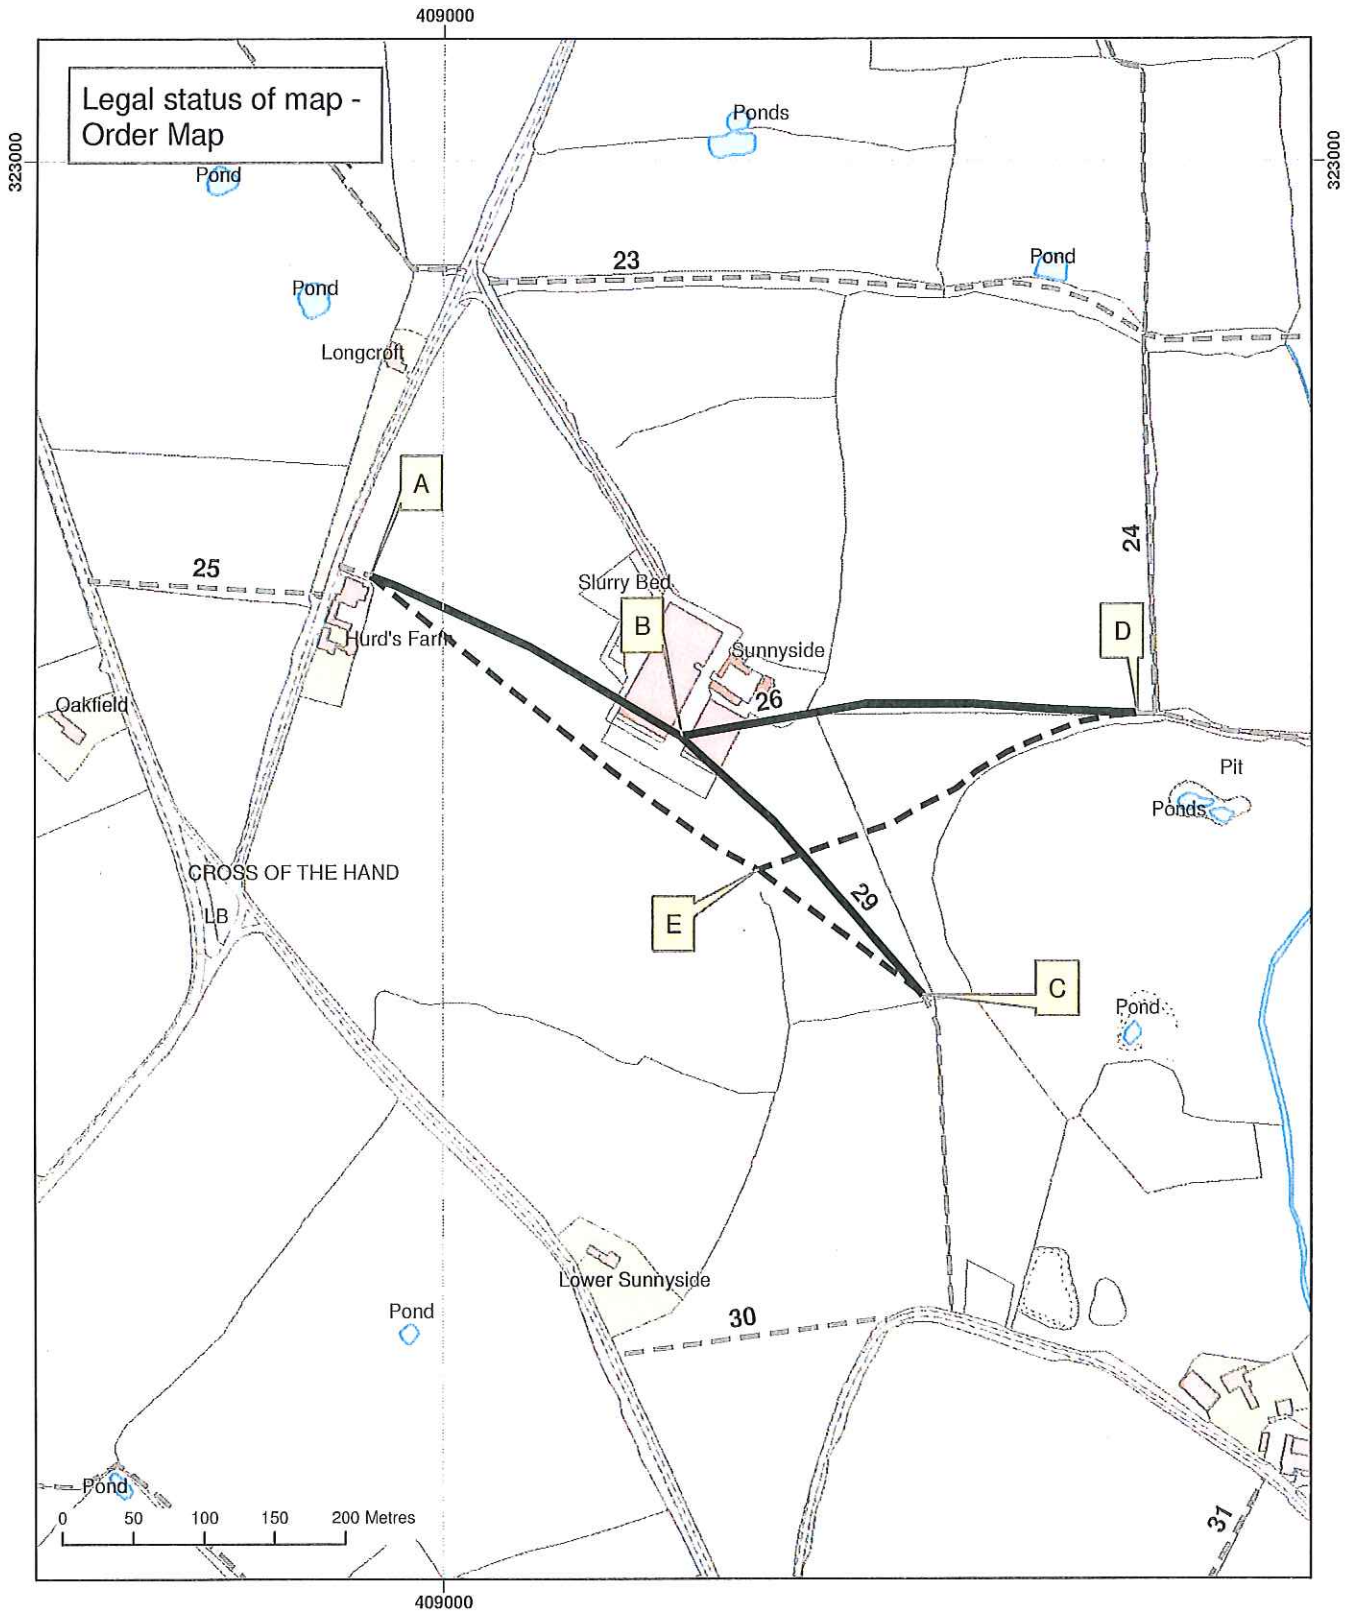 409000
Legal status of map -
Order Map
323000
323000
Ponds
Pond
23
Pond
Pond
Longcroft
A
25
24
Slurry Bed
B
D
Hurd's Farm
Sunnyside
26
Oakfield
Pit
Ponds
CROSS OF THE HAND
29
LB
E
C
Pond
Lower Sunnyside
Pond
30
Pond
31
0 50 100 150 200 Metres
409000